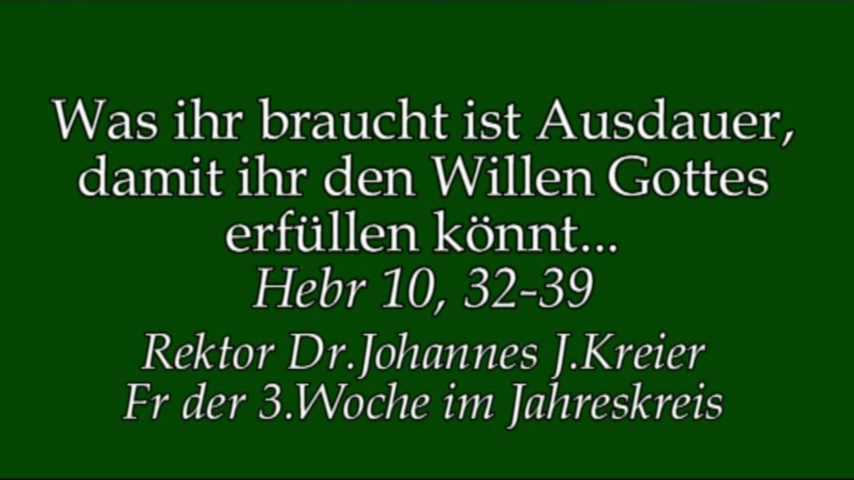 Was ihr braucht ist Ausdauer,
damit ihr den Willen Gottes
erfüllen könnt...
Hebr 10, 32-39
Rektor Dr.Johannes J.Kreier
Fr der 3.Woche im Jahreskreis